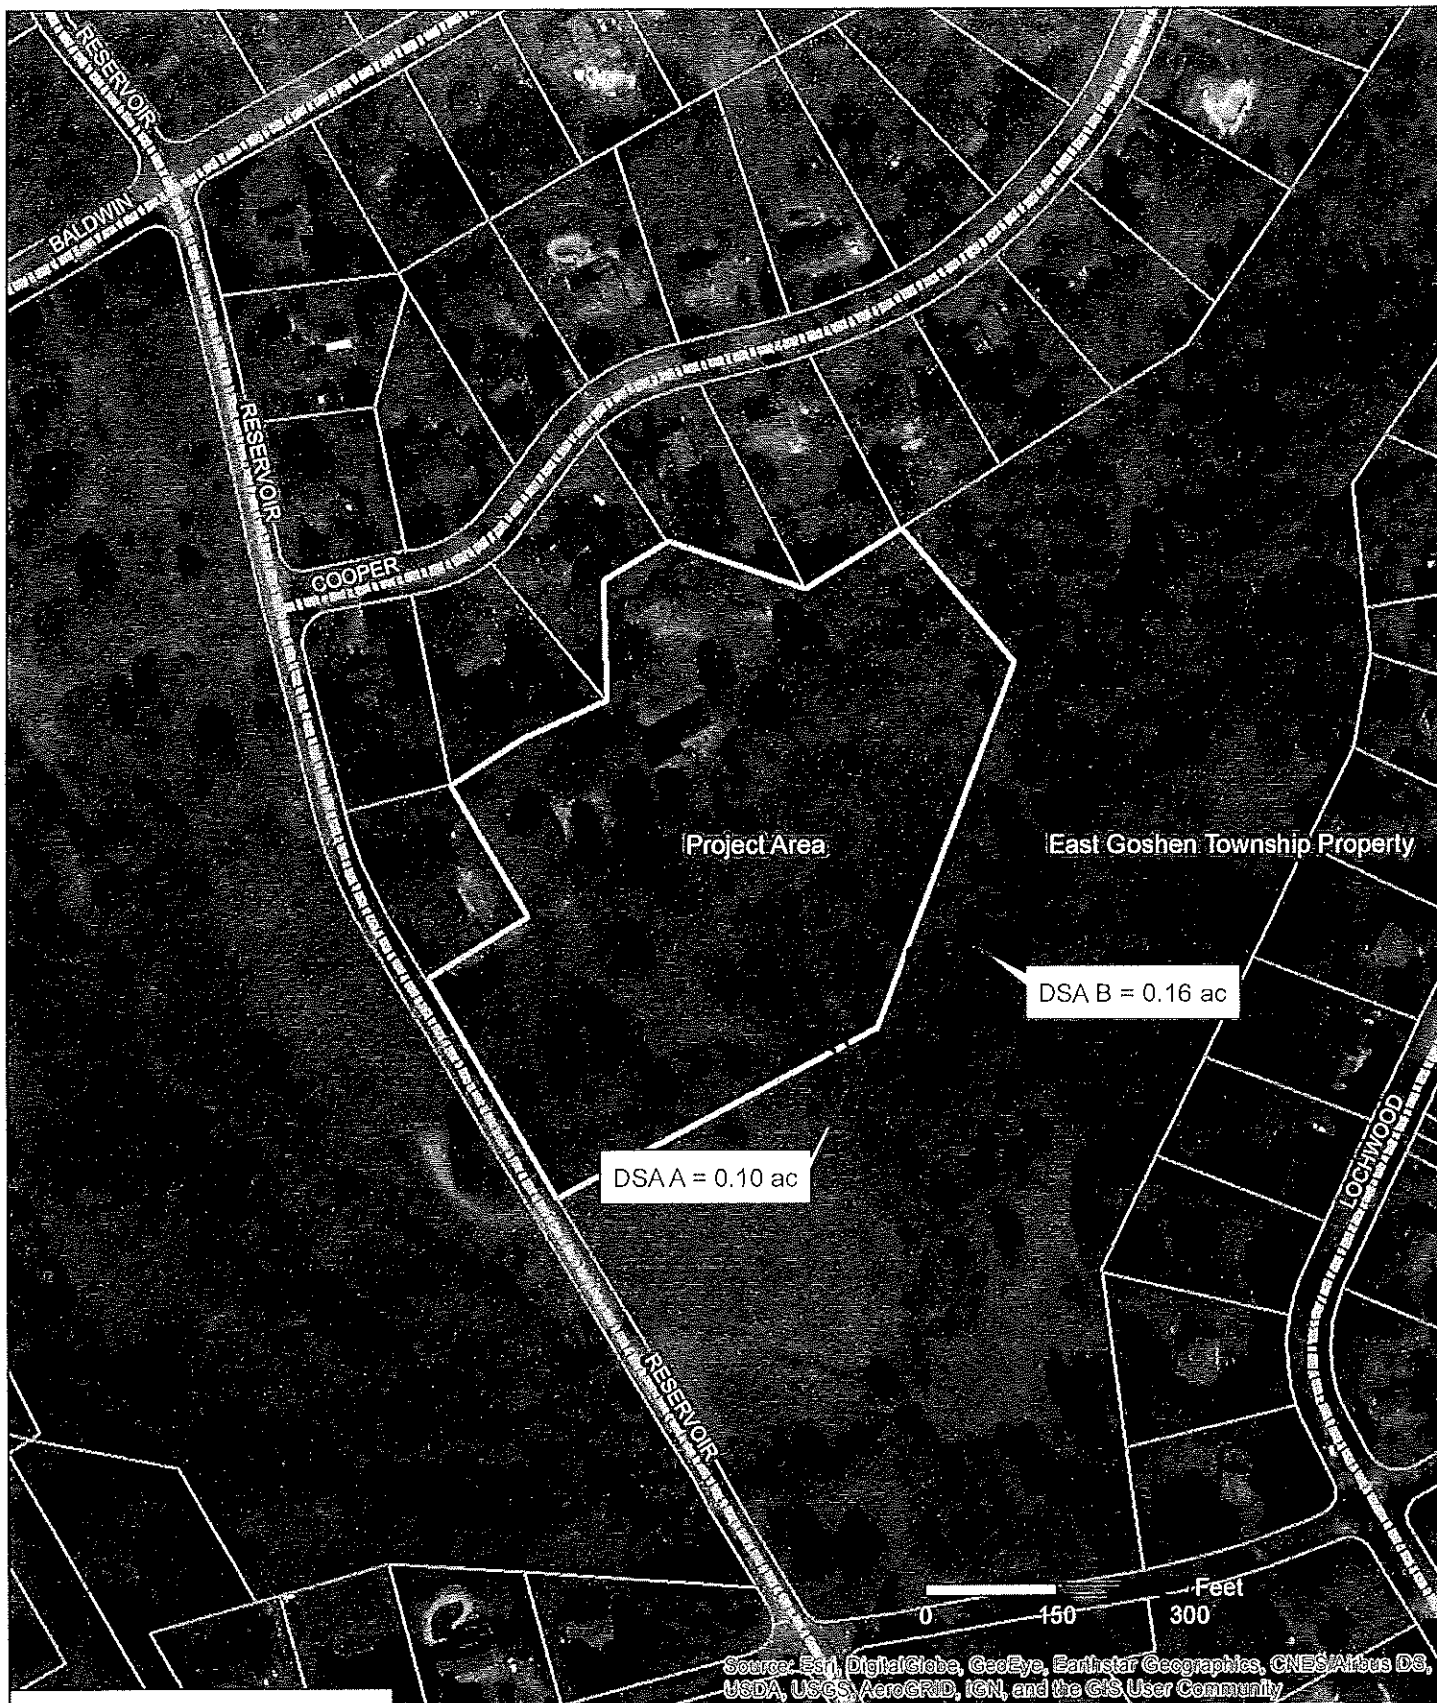 RESERVOIR
BALDWIN
RESERVOIR
COOPER
Project Area
East Goshen Township Property
DSA B = 0.16 ac
LOCHWOOD
DSA A = 0.10 ac
RESERVOIR
Feet
0 150 300
Source: Esri, DigitalGlobe, GeoEye, Earthstar Geographics, CNES/Airbus DS,
USDA, USGS, AeroGRID, IGN, and the GIS User Community